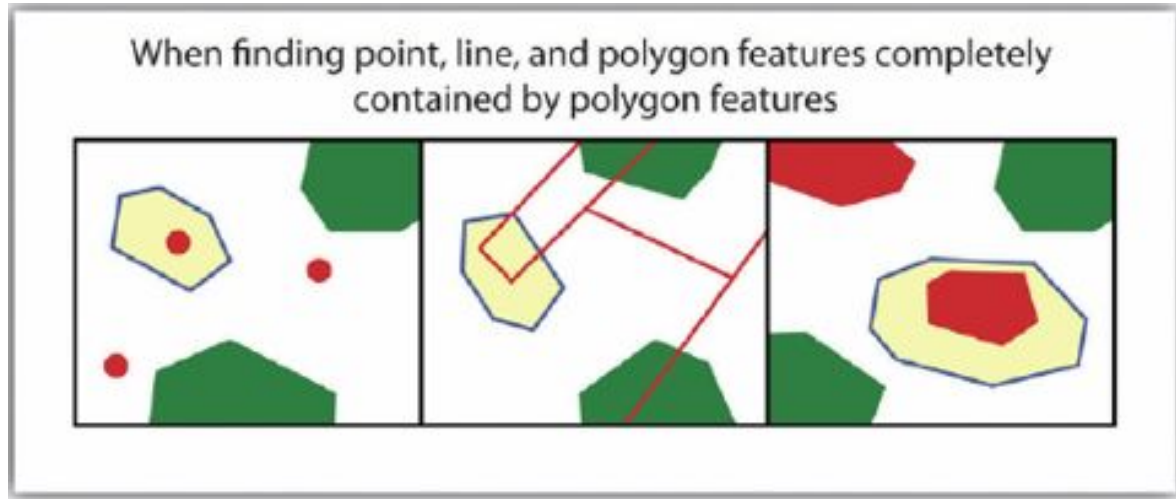 When finding point, line, and polygon features completely
contained by polygon features